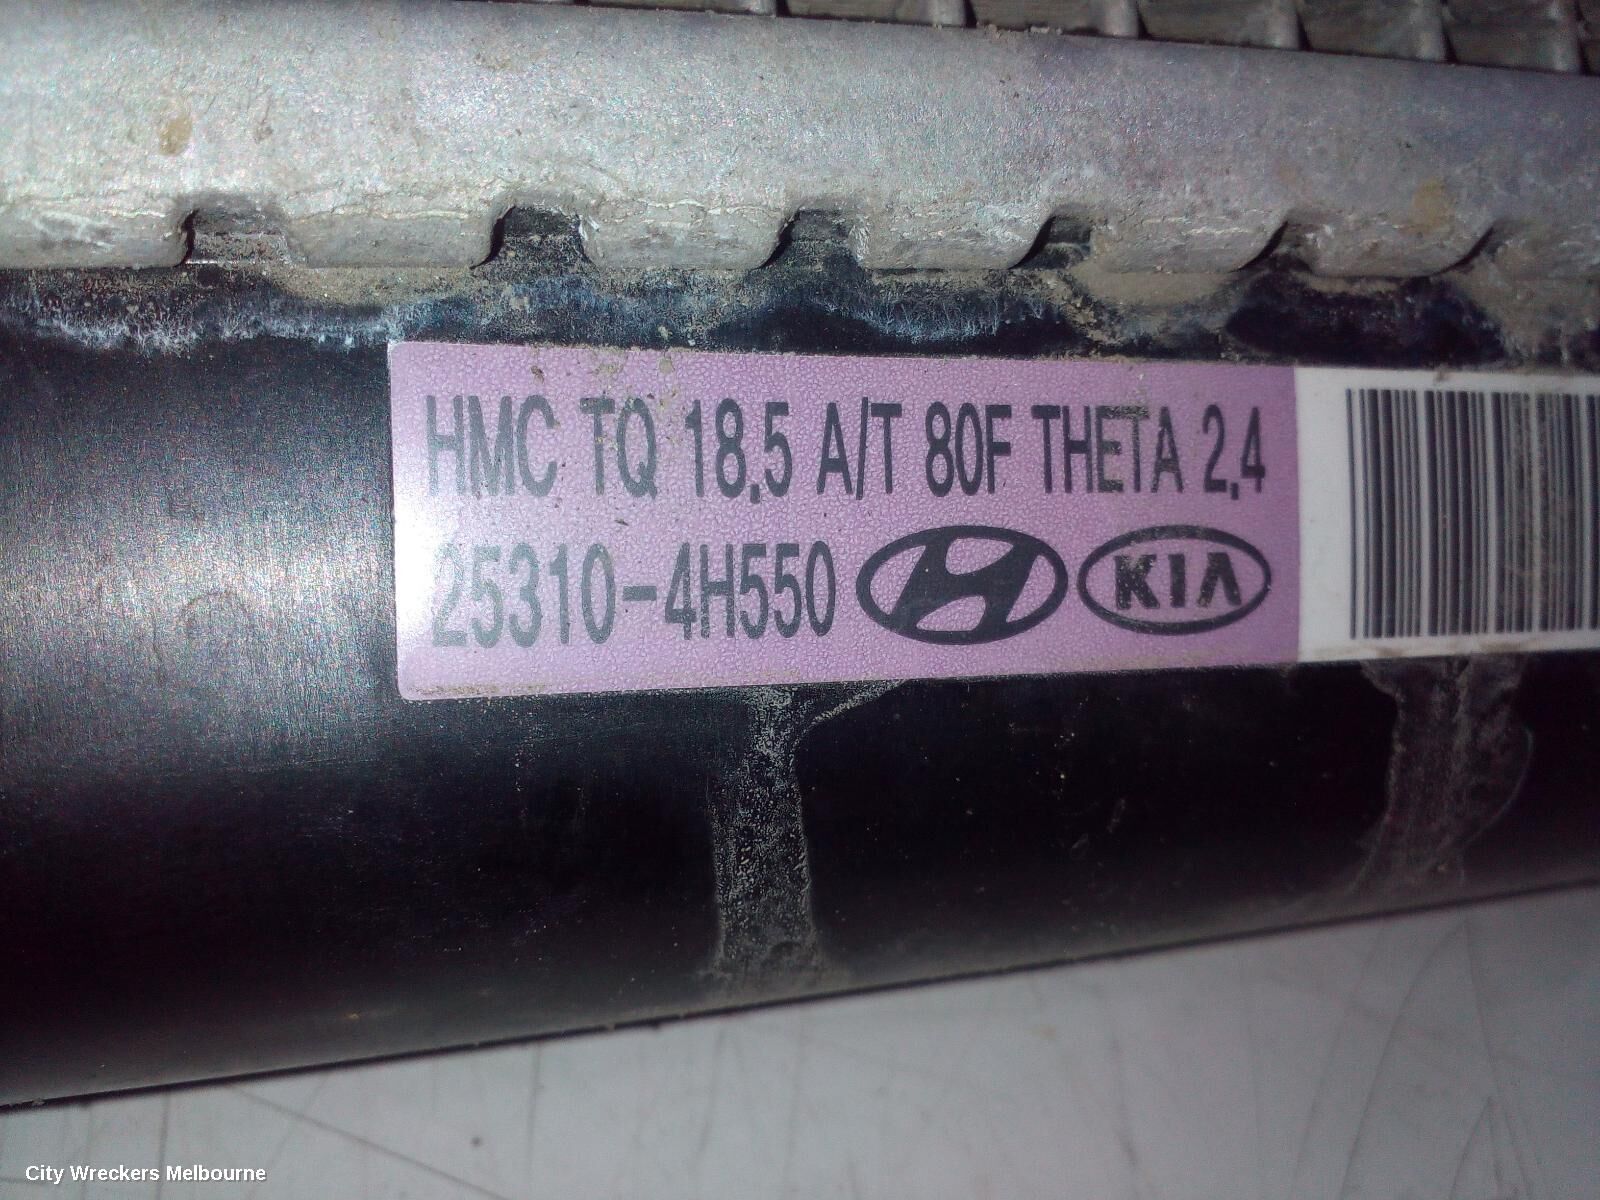 HMC TQ 18.5 A/T 80F THETA 2.4
25310-4H550 KIA
City Wreckers Melbourne